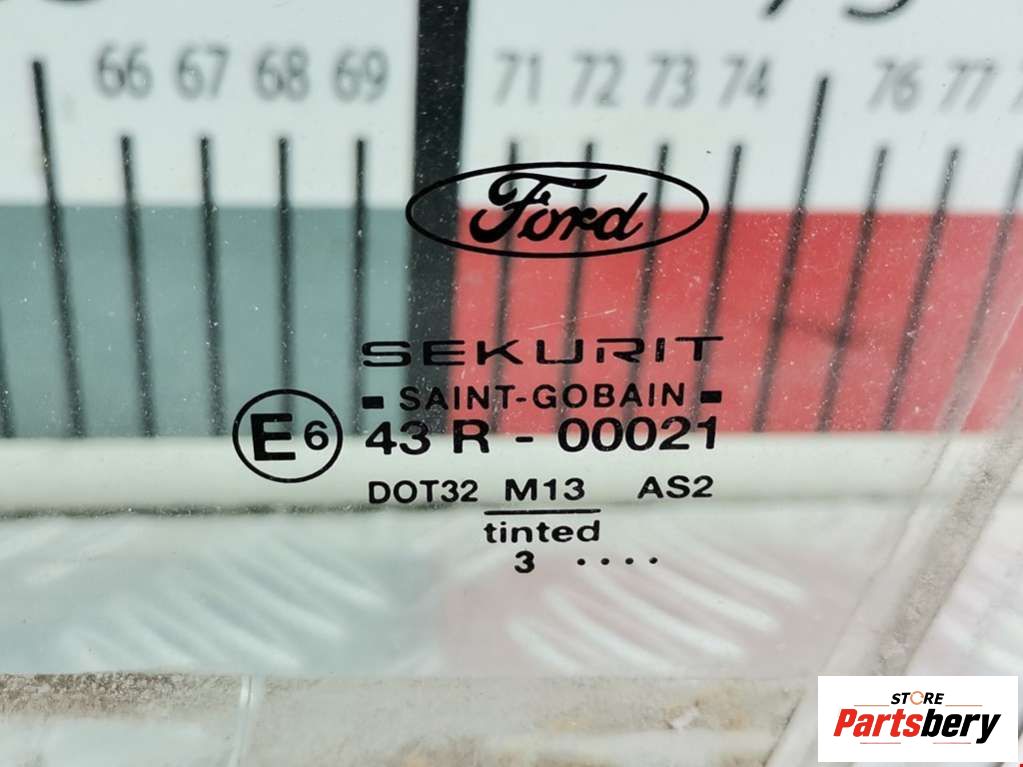 66 67 68 69 71 72 73 74 76 77
Ford
SEKURIT
SAINT-GOBAIN
E6 43 R - 00021
DOT32 M13 AS2
tinted
3 ....
STORE
Partsbery